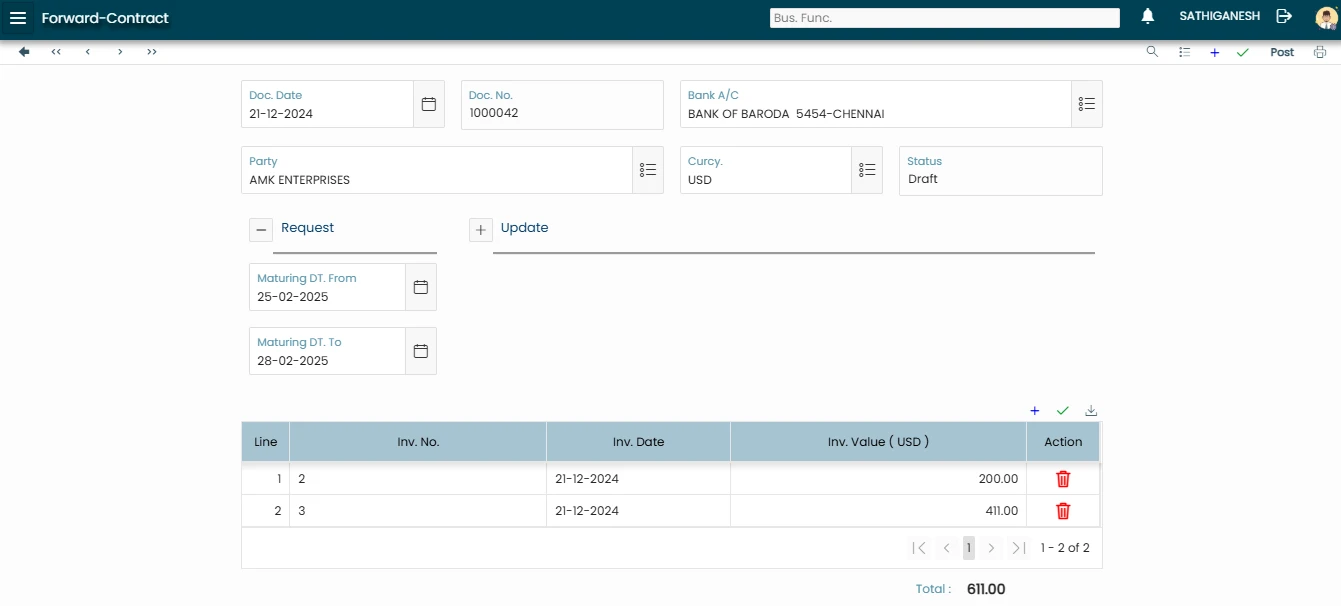 Forward-Contract
Bus. Func.
SATHIGANESH
Post
Doc. Date
21-12-2024
Doc. No.
1000042
Bank A/C
BANK OF BARODA 5454-CHENNAI
Party
AMK ENTERPRISES
Curcy.
USD
Status
Draft
Request
Update
Maturing DT. From
25-02-2025
Maturing DT. To
28-02-2025
Line Inv. No. Inv. Date Inv. Value ( USD ) Action
1 2 21-12-2024 200.00
2 3 21-12-2024 411.00
1 1 - 2 of 2
Total : 611.00